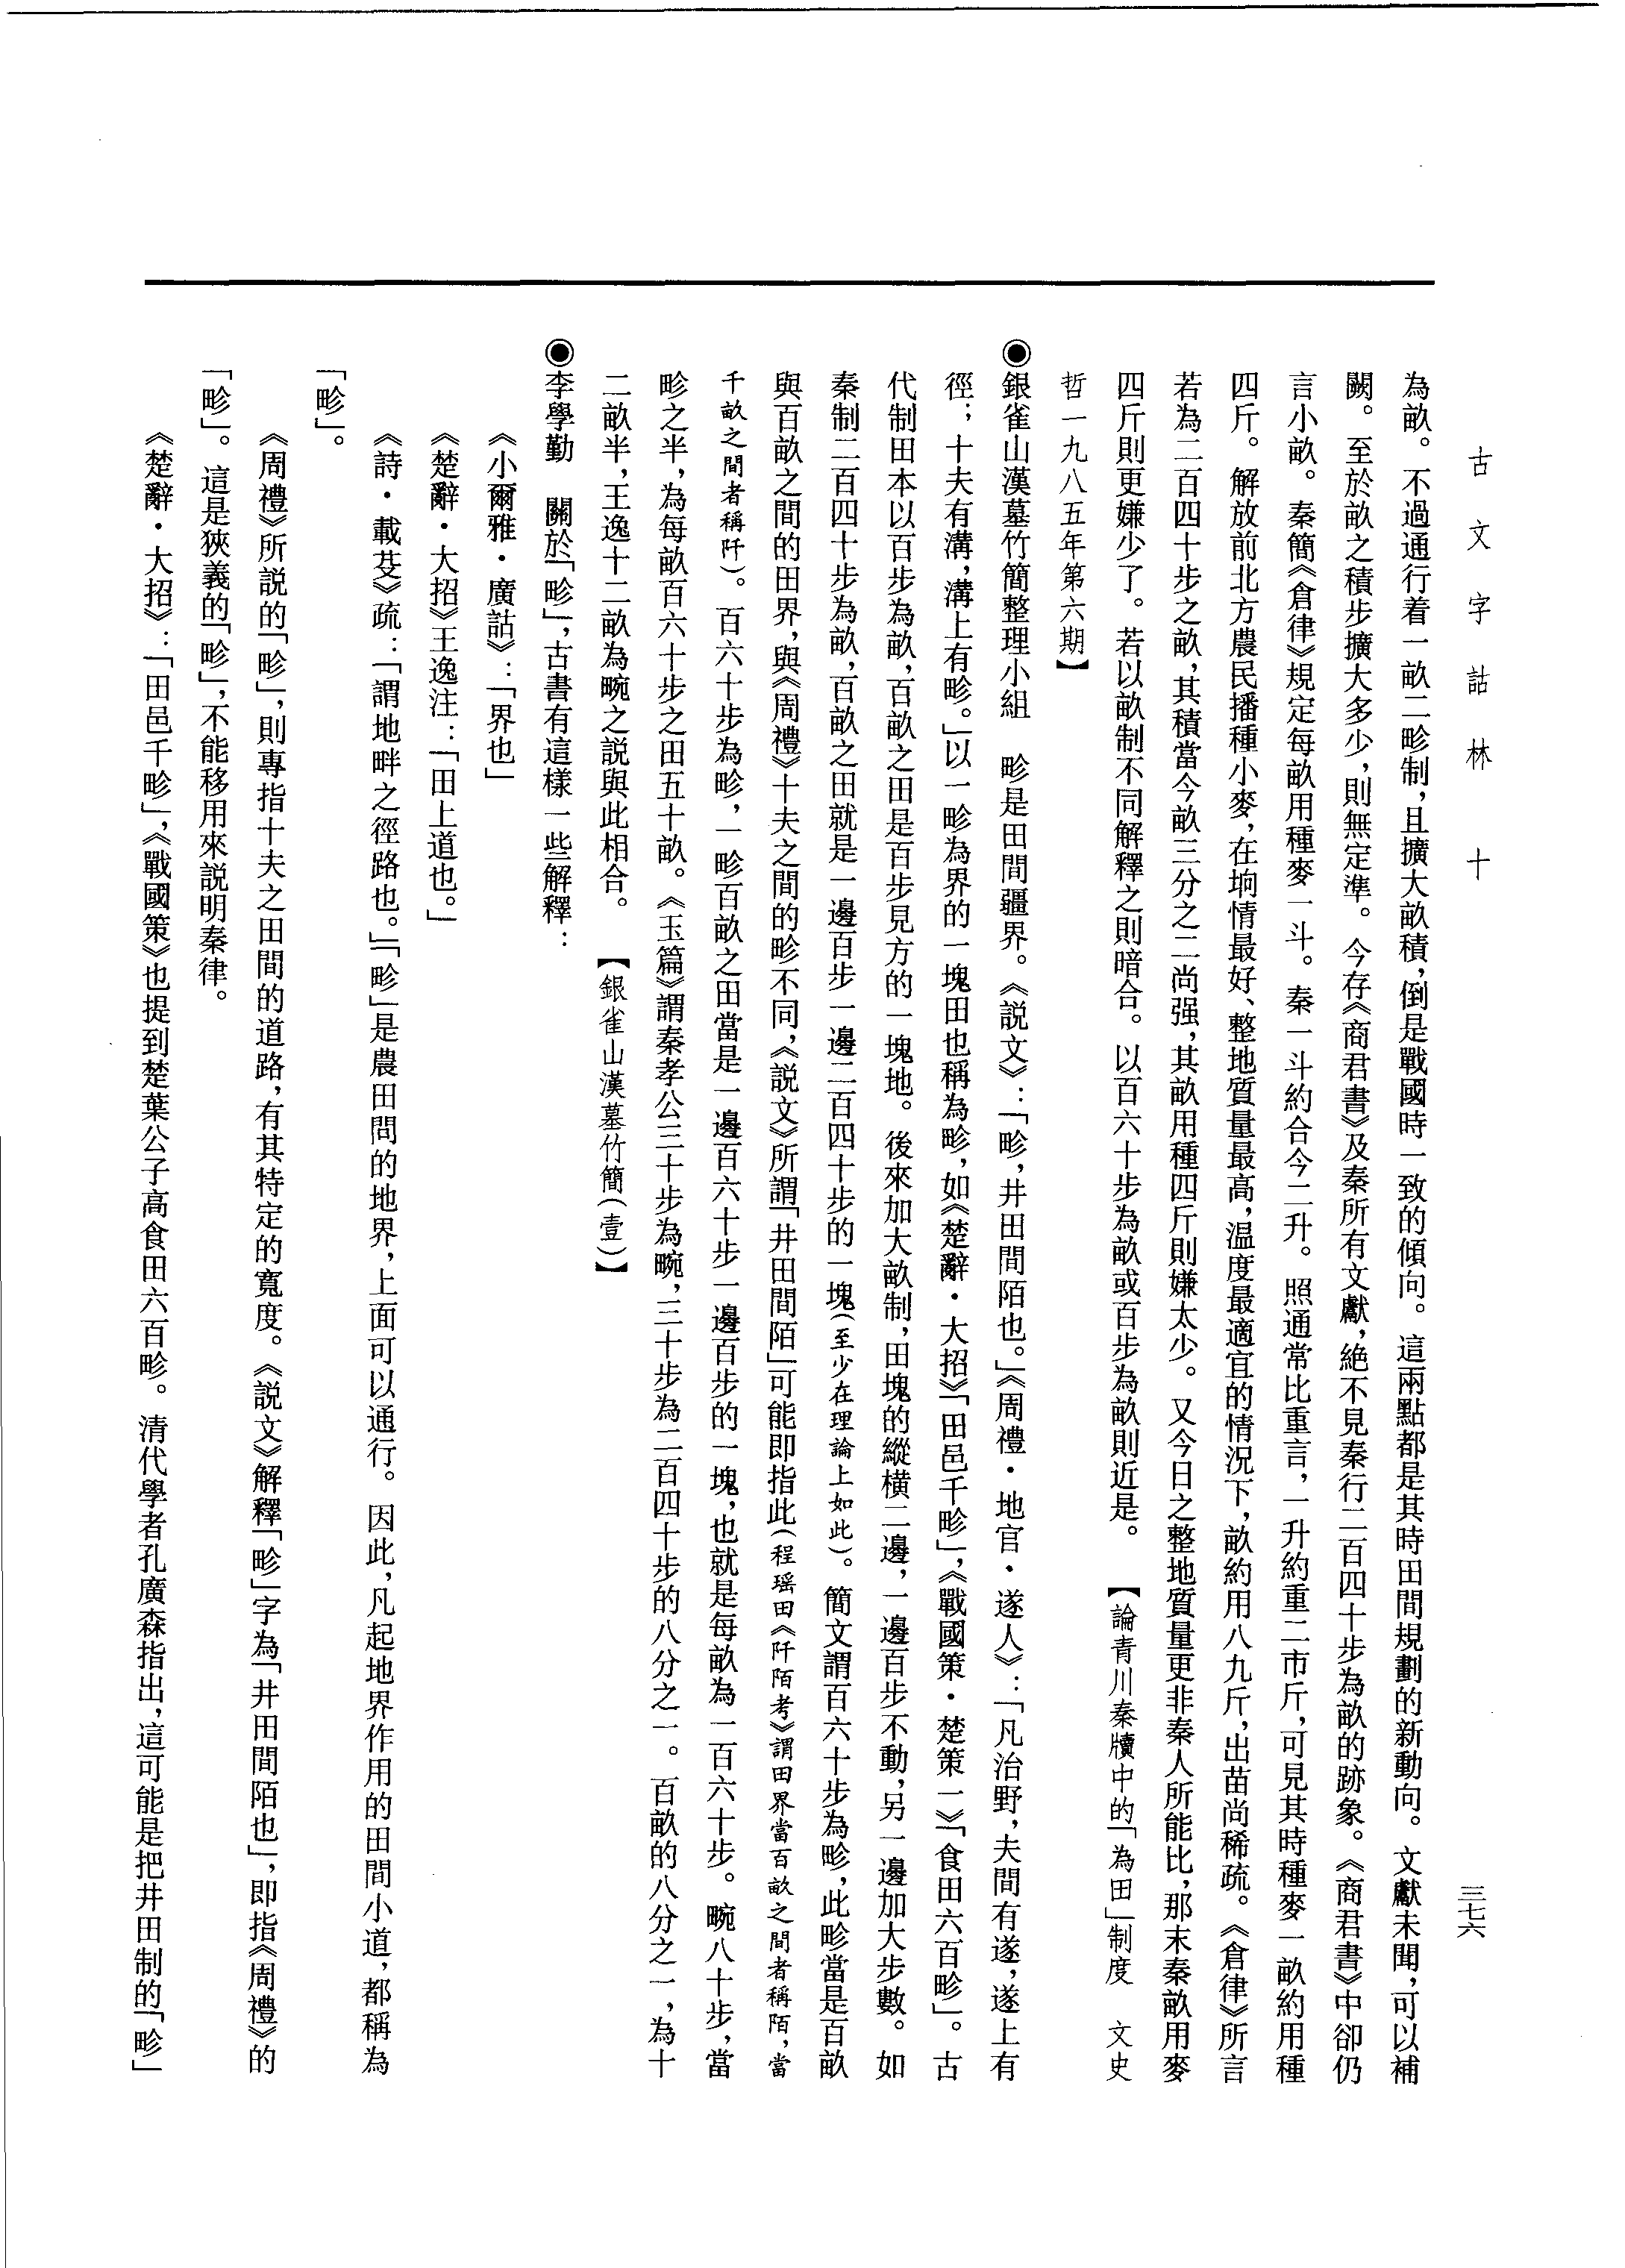 古文字詁林　十
三七六
為畝。不過通行着一畝二畛制，且擴大畝積，倒是戰國時一致的傾向。這兩點都是其時田間規劃的新動向。文獻未聞，可以補
闕。至於畝之積步擴大多少，則無定準。今存《商君書》及秦所有文獻，絶不見秦行二百四十步為畝的跡象。《商君書》中卻仍
言小畝。秦簡《倉律》規定每畝用種麥一斗。秦一斗約合今二升。照通常比重言，一升約重二市斤，可見其時種麥一畝約用種
四斤。解放前北方農民播種小麥，在坰情最好、整地質量最高，温度最適宜的情況下，畝約用八九斤，出苗尚稀疏。《倉律》所言
若為二百四十步之畝，其積當今畝三分之二尚强，其畝用種四斤則嫌太少。又今日之整地質量更非秦人所能比，那末秦畝用麥
四斤則更嫌少了。若以畝制不同解釋之則暗合。以百六十步為畝或百步為畝則近是。　【論青川秦牘中的「為田」制度　文史
哲一九八五年第六期】
◉銀雀山漢墓竹簡整理小組　畛是田間疆界。《説文》：「畛，井田間陌也。」《周禮・地官・遂人》：「凡治野，夫間有遂，遂上有
徑；十夫有溝，溝上有畛。」以一畛為界的一塊田也稱為畛，如《楚辭・大招》「田邑千畛」，《戰國策・楚策一》「食田六百畛」。古
代制田本以百步為畝，百畝之田是百步見方的一塊地。後來加大畝制，田塊的縱横二邊，一邊百步不動，另一邊加大步數。如
秦制二百四十步為畝，百畝之田就是一邊百步一邊二百四十步的一塊（至少在理論上如此）。簡文謂百六十步為畛，此畛當是百畝
與百畝之間的田界，與《周禮》十夫之間的畛不同，《説文》所謂「井田間陌」可能即指此（程瑶田《阡陌考》謂田界當百畝之間者稱陌，當
千畝之間者稱阡）。百六十步為畛，一畛百畝之田當是一邊百六十步一邊百步的一塊，也就是每畝為一百六十步。畹八十步，當
畛之半，為每畝百六十步之田五十畝。《玉篇》謂秦孝公三十步為畹，三十步為二百四十步的八分之一。百畝的八分之一，為十
二畝半，王逸十二畝為畹之説與此相合。　【銀雀山漢墓竹簡（壹）】
◉李學勤　關於「畛」，古書有這樣一些解釋：
《小爾雅・廣詁》：「界也」
《楚辭・大招》王逸注：「田上道也。」
《詩・載芟》疏：「謂地畔之徑路也。」「畛」是農田問的地界，上面可以通行。因此，凡起地界作用的田間小道，都稱為
「畛」。
《周禮》所説的「畛」，則專指十夫之田間的道路，有其特定的寬度。《説文》解釋「畛」字為「井田間陌也」，即指《周禮》的
「畛」。這是狹義的「畛」，不能移用來説明秦律。
《楚辭・大招》：「田邑千畛」，《戰國策》也提到楚葉公子高食田六百畛。清代學者孔廣森指出，這可能是把井田制的「畛」